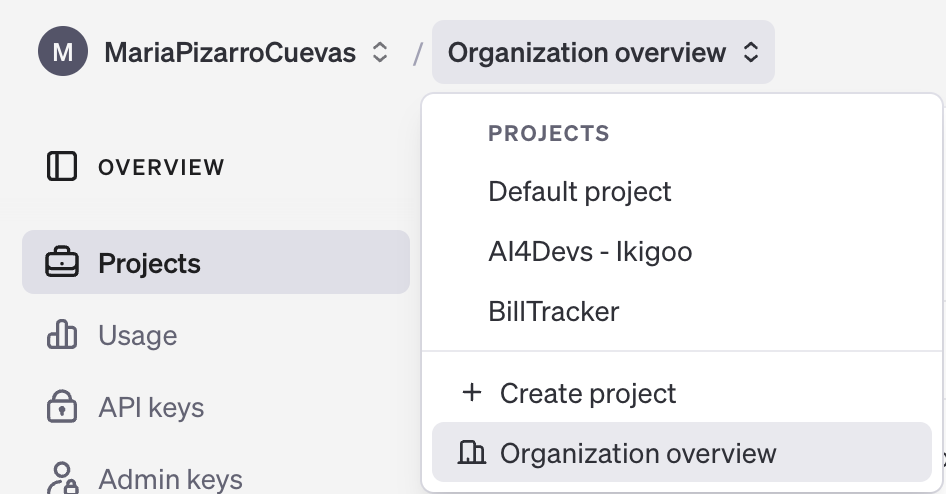 M MariaPizarroCuevas / Organization overview
PROJECTS
Default project
AI4Devs - Ikigoo
BillTracker
+ Create project
Organization overview
OVERVIEW
Projects
Usage
API keys
Admin keys